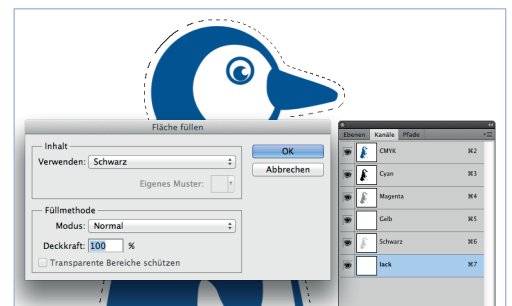 Fläche füllen
Inhalt
Verwenden: Schwarz
Eigenes Muster:
OK
Abbrechen
Füllmethode
Modus: Normal
Deckkraft: 100 %
Transparente Bereiche schützen
Ebenen Kanäle Pfade
CMYK ⌘2
Cyan ⌘3
Magenta ⌘4
Gelb ⌘5
Schwarz ⌘6
lack ⌘7